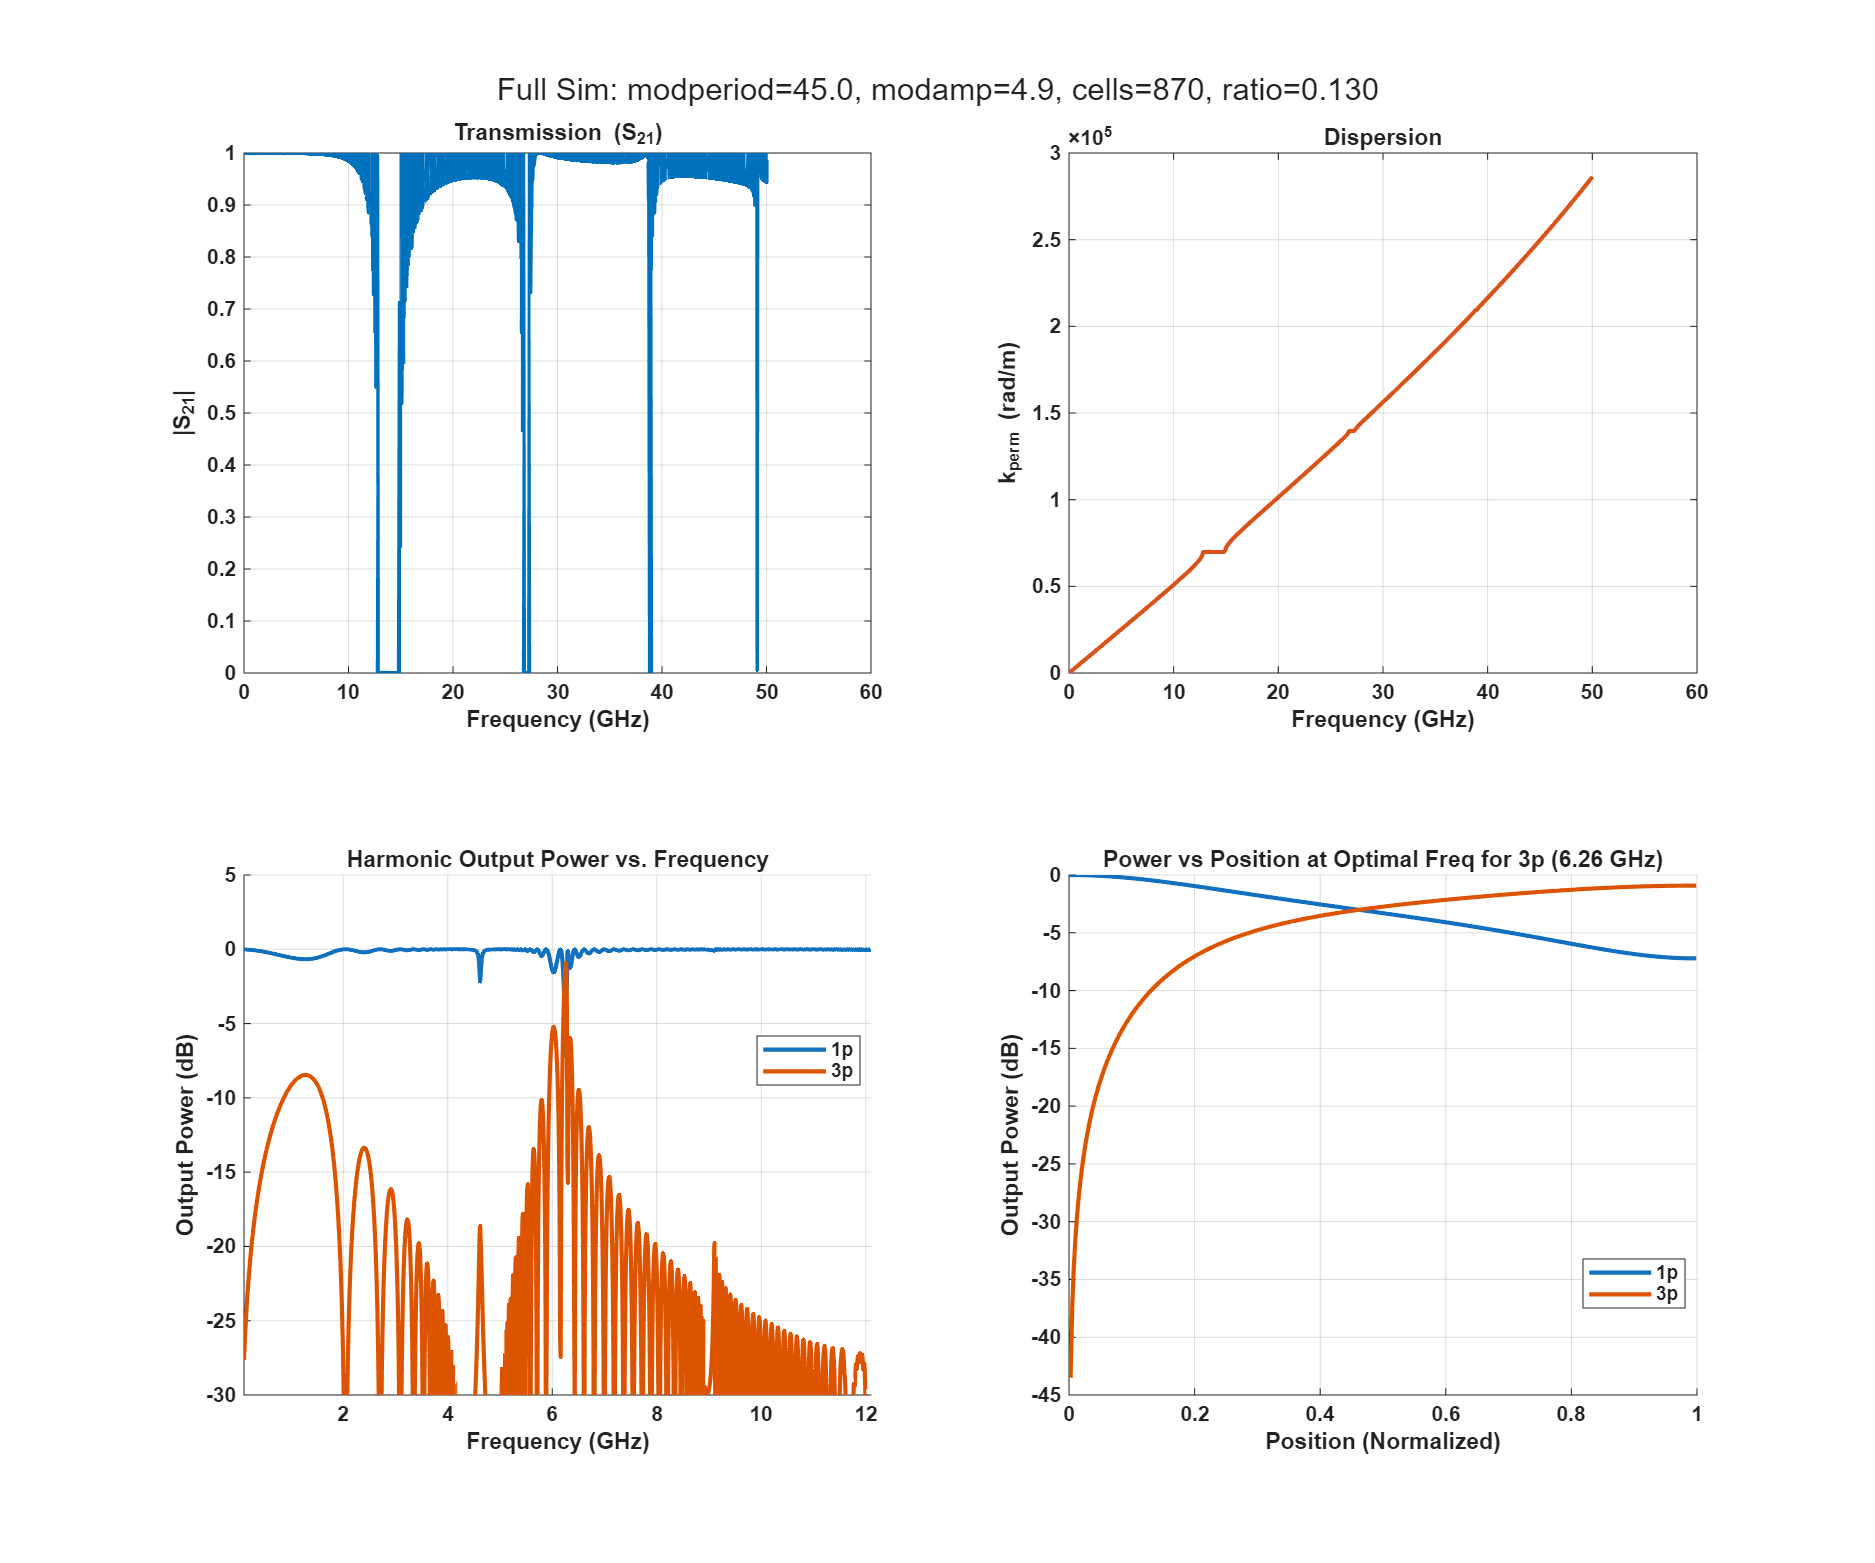 Full Sim: modperiod=45.0, modamp=4.9, cells=870, ratio=0.130
Transmission (S21)
1
0.9
0.8
0.7
0.6
0.5
0.4
0.3
0.2
0.1
0
|S21|
0 10 20 30 40 50 60
Frequency (GHz)
×10^5
Dispersion
3
2.5
2
1.5
1
0.5
0
kperm (rad/m)
0 10 20 30 40 50 60
Frequency (GHz)
Harmonic Output Power vs. Frequency
5
0
-5
-10
-15
-20
-25
-30
Output Power (dB)
1p
3p
2 4 6 8 10 12
Frequency (GHz)
Power vs Position at Optimal Freq for 3p (6.26 GHz)
0
-5
-10
-15
-20
-25
-30
-35
-40
-45
Output Power (dB)
1p
3p
0 0.2 0.4 0.6 0.8 1
Position (Normalized)